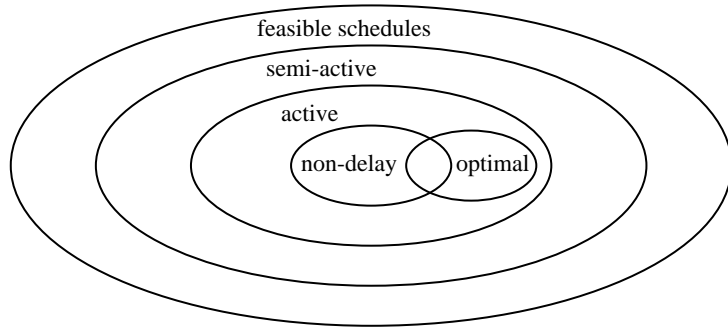 feasible schedules
semi-active
active
non-delay optimal